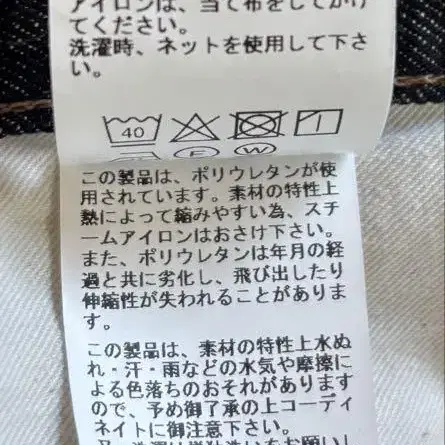 アイロンは、当て布をしてかけ
てください。
洗濯時、ネットを使用して下さ
い。
40
この製品は、ポリウレタンが使
用されています。素材の特性上
熱によって縮みやすい為、スチ
ームアイロンはおさけ下さい。
また、ポリウレタンは年月の経
過と共に劣化し、飛び出したり
伸縮性が失われることがありま
す。
この製品は、素材の特性上水ぬ
れ・汗・雨などの水気や摩擦に
よる色落ちのおそれがあります
ので、予め御了承の上コーディ
ネイトに御注意下さい。